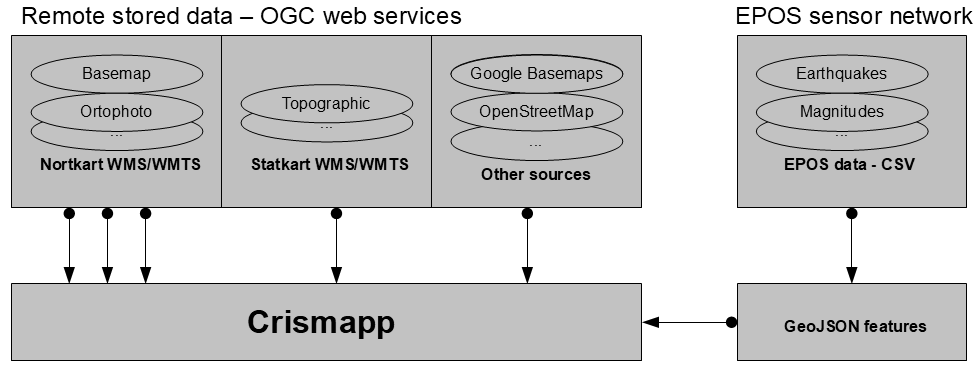 Remote stored data – OGC web services
EPOS sensor network
Basemap
Ortophoto
...
Nortkart WMS/WMTS
Topographic
...
Statkart WMS/WMTS
Google Basemaps
OpenStreetMap
...
Other sources
Earthquakes
Magnitudes
...
EPOS data - CSV
Crismapp
GeoJSON features